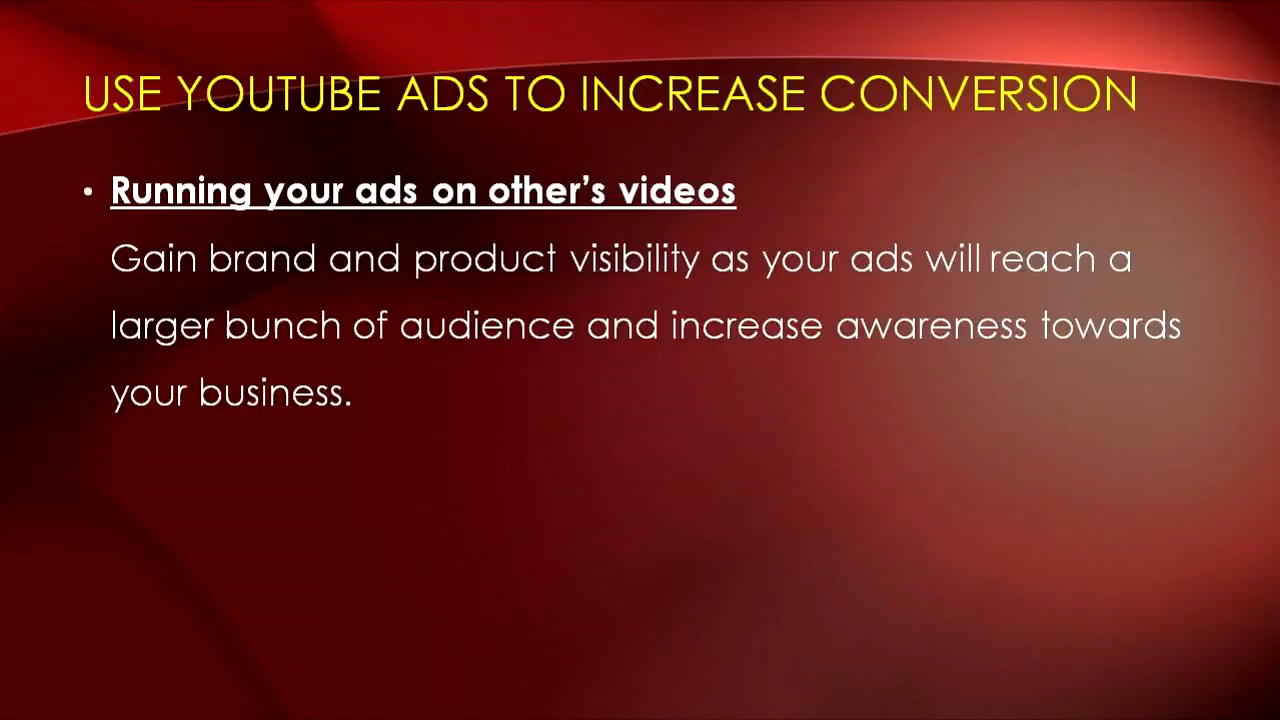 USE YOUTUBE ADS TO INCREASE CONVERSION
• Running your ads on other’s videos
Gain brand and product visibility as your ads will reach a
larger bunch of audience and increase awareness towards
your business.